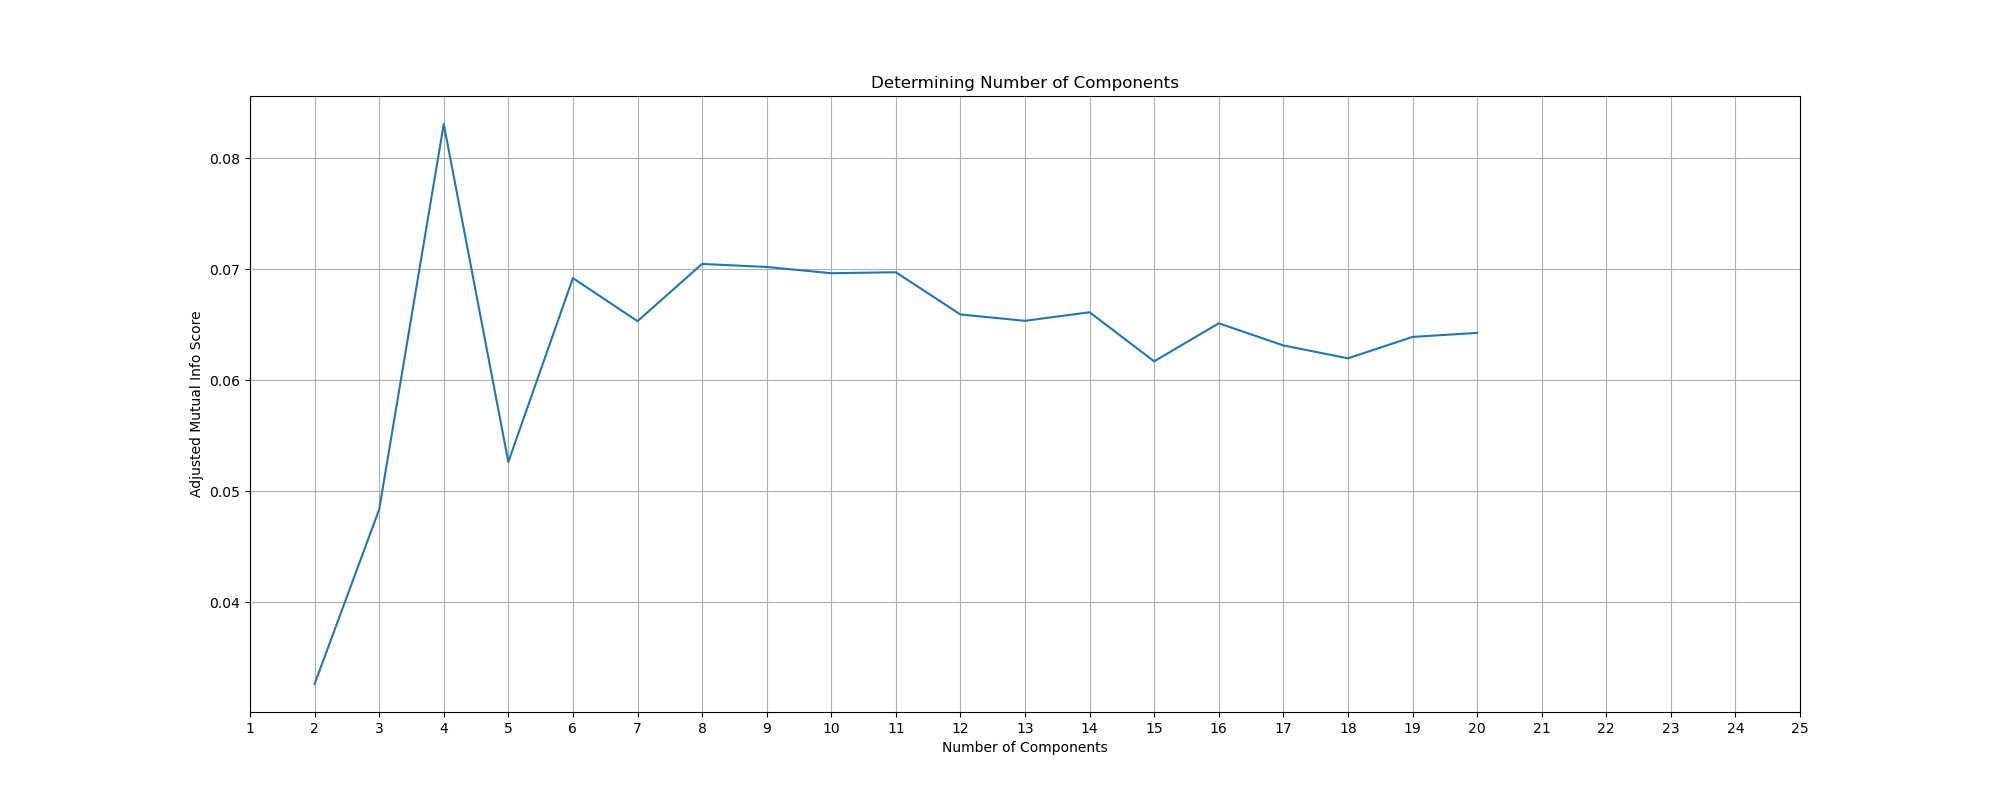 Determining Number of Components
Adjusted Mutual Info Score
0.08
0.07
0.06
0.05
0.04
1 2 3 4 5 6 7 8 9 10 11 12 13 14 15 16 17 18 19 20 21 22 23 24 25
Number of Components